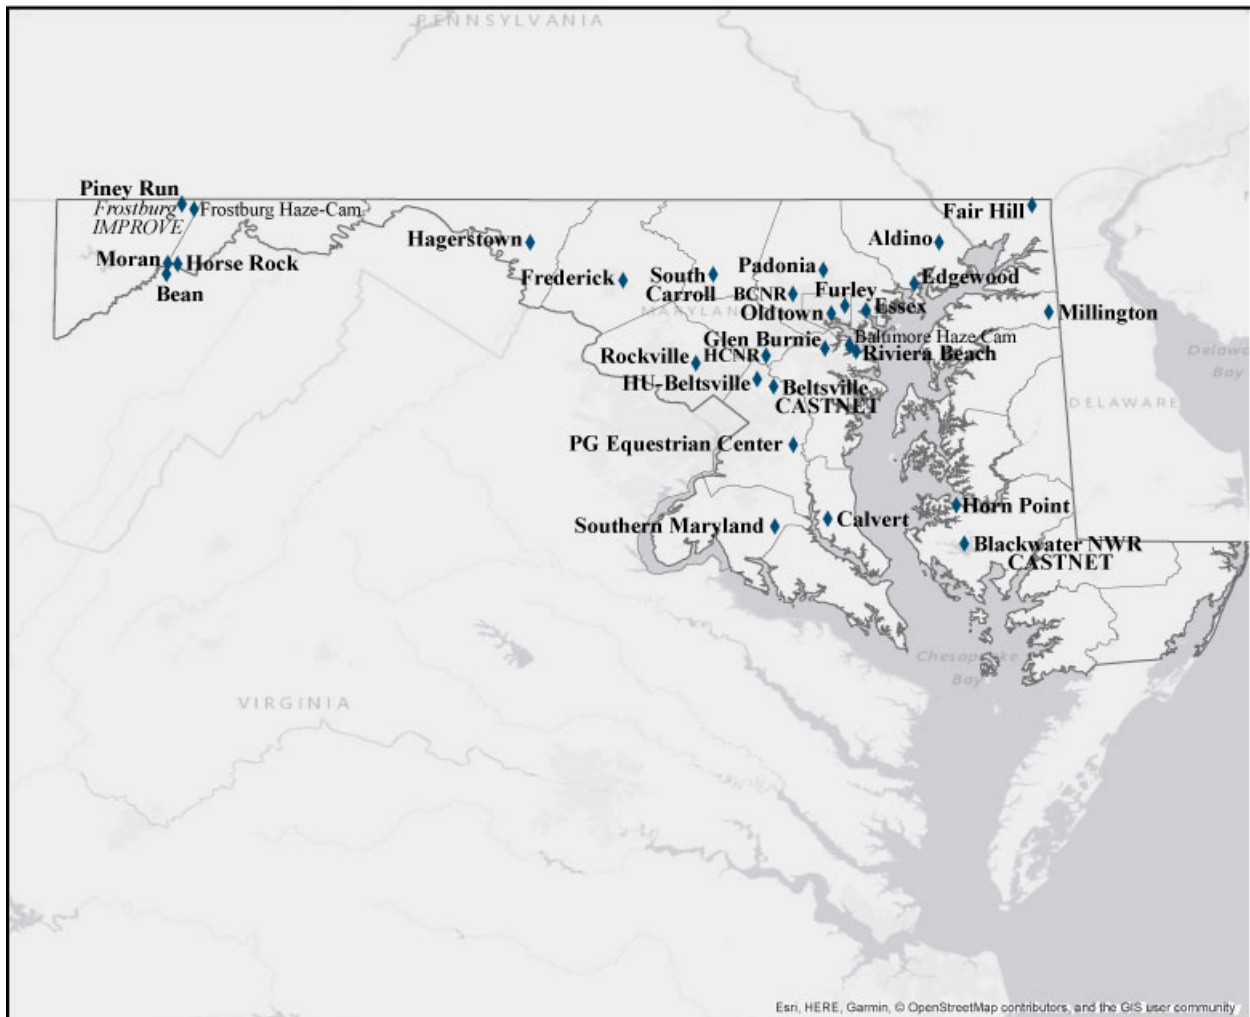 PENNSYLVANIA
Piney Run
Frostburg
IMPROVE
Frostburg Haze-Cam
Fair Hill
Hagerstown
Aldino
Moran
Horse Rock
Bean
Frederick
South
Carroll
Padonia
BCNR
Furley
Edgewood
MARYLAND
Oldtown
Essex
Millington
Glen Burnie
Baltimore Haze-Cam
Rockville
HCNR
Riviera Beach
Bay
HU-Beltsville
Beltsville
CASTNET
DELAWARE
PG Equestrian Center
Horn Point
Southern Maryland
Calvert
Blackwater NWR
CASTNET
Chesapeake
Bay
VIRGINIA
Esri, HERE, Garmin, © OpenStreetMap contributors, and the GIS user community